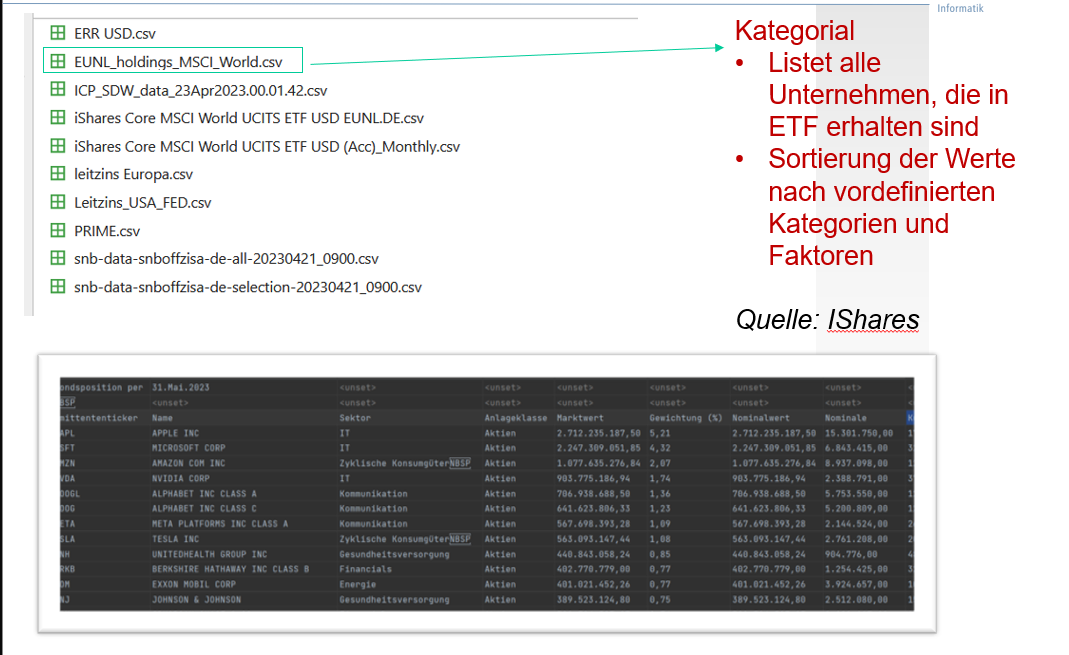 Informatik
ERR USD.csv
EUNL_holdings_MSCI_World.csv
ICP_SDW_data_23Apr2023.00.01.42.csv
iShares Core MSCI World UCITS ETF USD EUNL.DE.csv
iShares Core MSCI World UCITS ETF USD (Acc)_Monthly.csv
leitzins Europa.csv
Leitzins_USA_FED.csv
PRIME.csv
snb-data-snboffzisa-de-all-20230421_0900.csv
snb-data-snboffzisa-de-selection-20230421_0900.csv
Kategorial
• Listet alle
Unternehmen, die in
ETF erhalten sind
• Sortierung der Werte
nach vordefinierten
Kategorien und
Faktoren
Quelle: IShares
ondsposition per 31.Mai.2023 <unset> <unset> <unset> <unset> <unset> <unset>
BSP <unset> <unset> <unset> <unset> <unset> <unset> <unset>
mittententicker Name Sektor Anlageklasse Marktwert Gewichtung (%) Nominalwert Nominale K
APL APPLE INC IT Aktien 2.712.235.187,50 5,21 2.712.235.187,50 15.301.750,00
SFT MICROSOFT CORP IT Aktien 2.247.309.051,85 4,32 2.247.309.051,85 6.843.415,00
MZN AMAZON COM INC Zyklische KonsumgüterNBSP Aktien 1.077.635.276,84 2,07 1.077.635.276,84 8.937.098,00
VDA NVIDIA CORP IT Aktien 903.775.186,94 1,74 903.775.186,94 2.388.791,00
OOGL ALPHABET INC CLASS A Kommunikation Aktien 706.938.688,50 1,36 706.938.688,50 5.753.550,00
OOG ALPHABET INC CLASS C Kommunikation Aktien 641.623.806,33 1,23 641.623.806,33 5.200.809,00
ETA META PLATFORMS INC CLASS A Kommunikation Aktien 567.698.393,28 1,09 567.698.393,28 2.144.524,00
SLA TESLA INC Zyklische KonsumgüterNBSP Aktien 563.093.147,44 1,08 563.093.147,44 2.761.208,00
NH UNITEDHEALTH GROUP INC Gesundheitsversorgung Aktien 440.843.058,24 0,85 440.843.058,24 904.776,00
RKB BERKSHIRE HATHAWAY INC CLASS B Financials Aktien 402.770.779,00 0,77 402.770.779,00 1.254.425,00
OM EXXON MOBIL CORP Energie Aktien 401.021.452,26 0,77 401.021.452,26 3.924.657,00
NJ JOHNSON & JOHNSON Gesundheitsversorgung Aktien 389.523.124,80 0,75 389.523.124,80 2.512.080,00